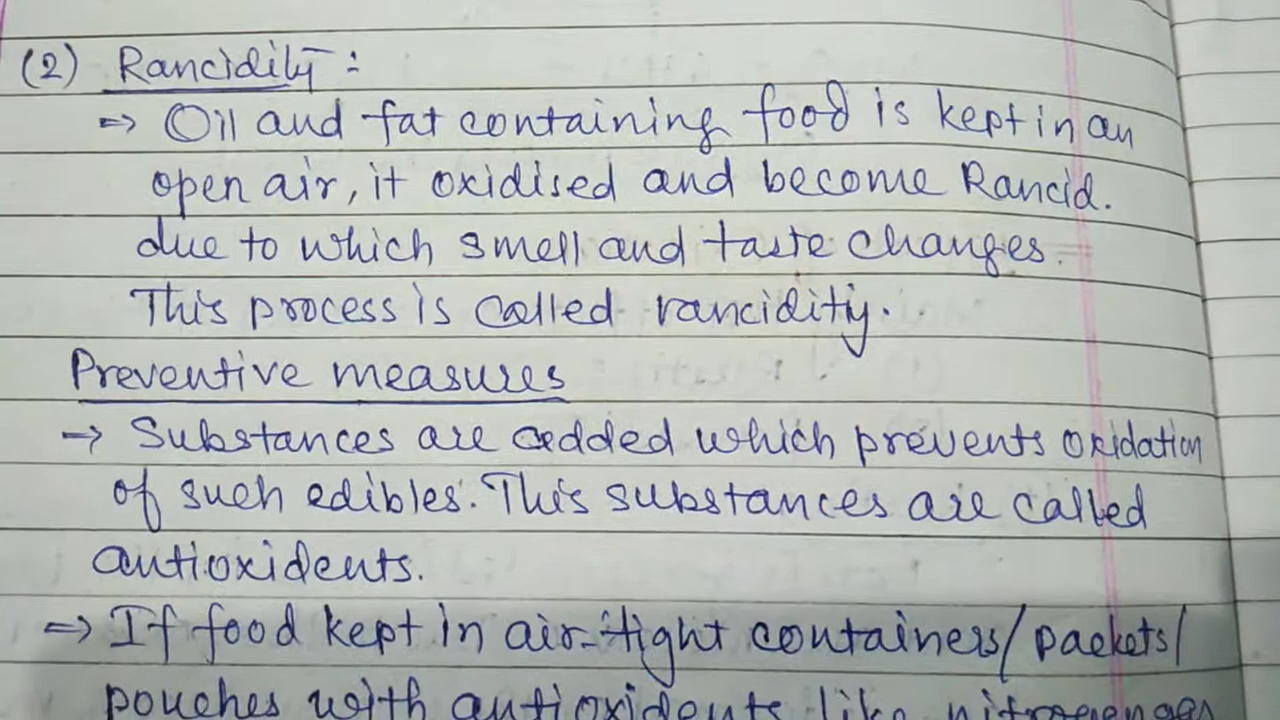 (2) Rancidity :
⇒ Oil and fat containing food is kept in an
open air, it oxidised and become Rancid.
due to which smell and taste changes.
This process is called rancidity.
Preventive measures
→ Substances are added which prevents oxidation
of such edibles. This substances are called
antioxidents.
⇒ If food kept in air-tight containers/packets/
pouches with antioxidents like nitrogen gas